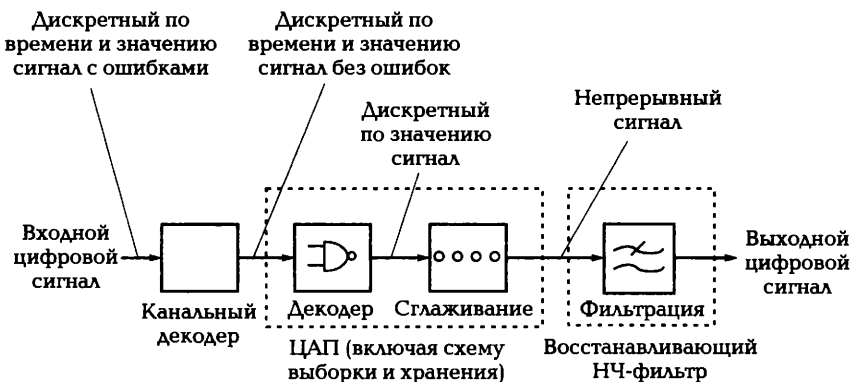 Дискретный по
времени и значению
сигнал с ошибками
Дискретный по
времени и значению
сигнал без ошибок
Дискретный
по значению
сигнал
Непрерывный
сигнал
Входной
цифровой
сигнал
Канальный
декодер
Декодер
Сглаживание
Фильтрация
Выходной
цифровой
сигнал
ЦАП (включая схему
выборки и хранения)
Восстанавливающий
НЧ-фильтр